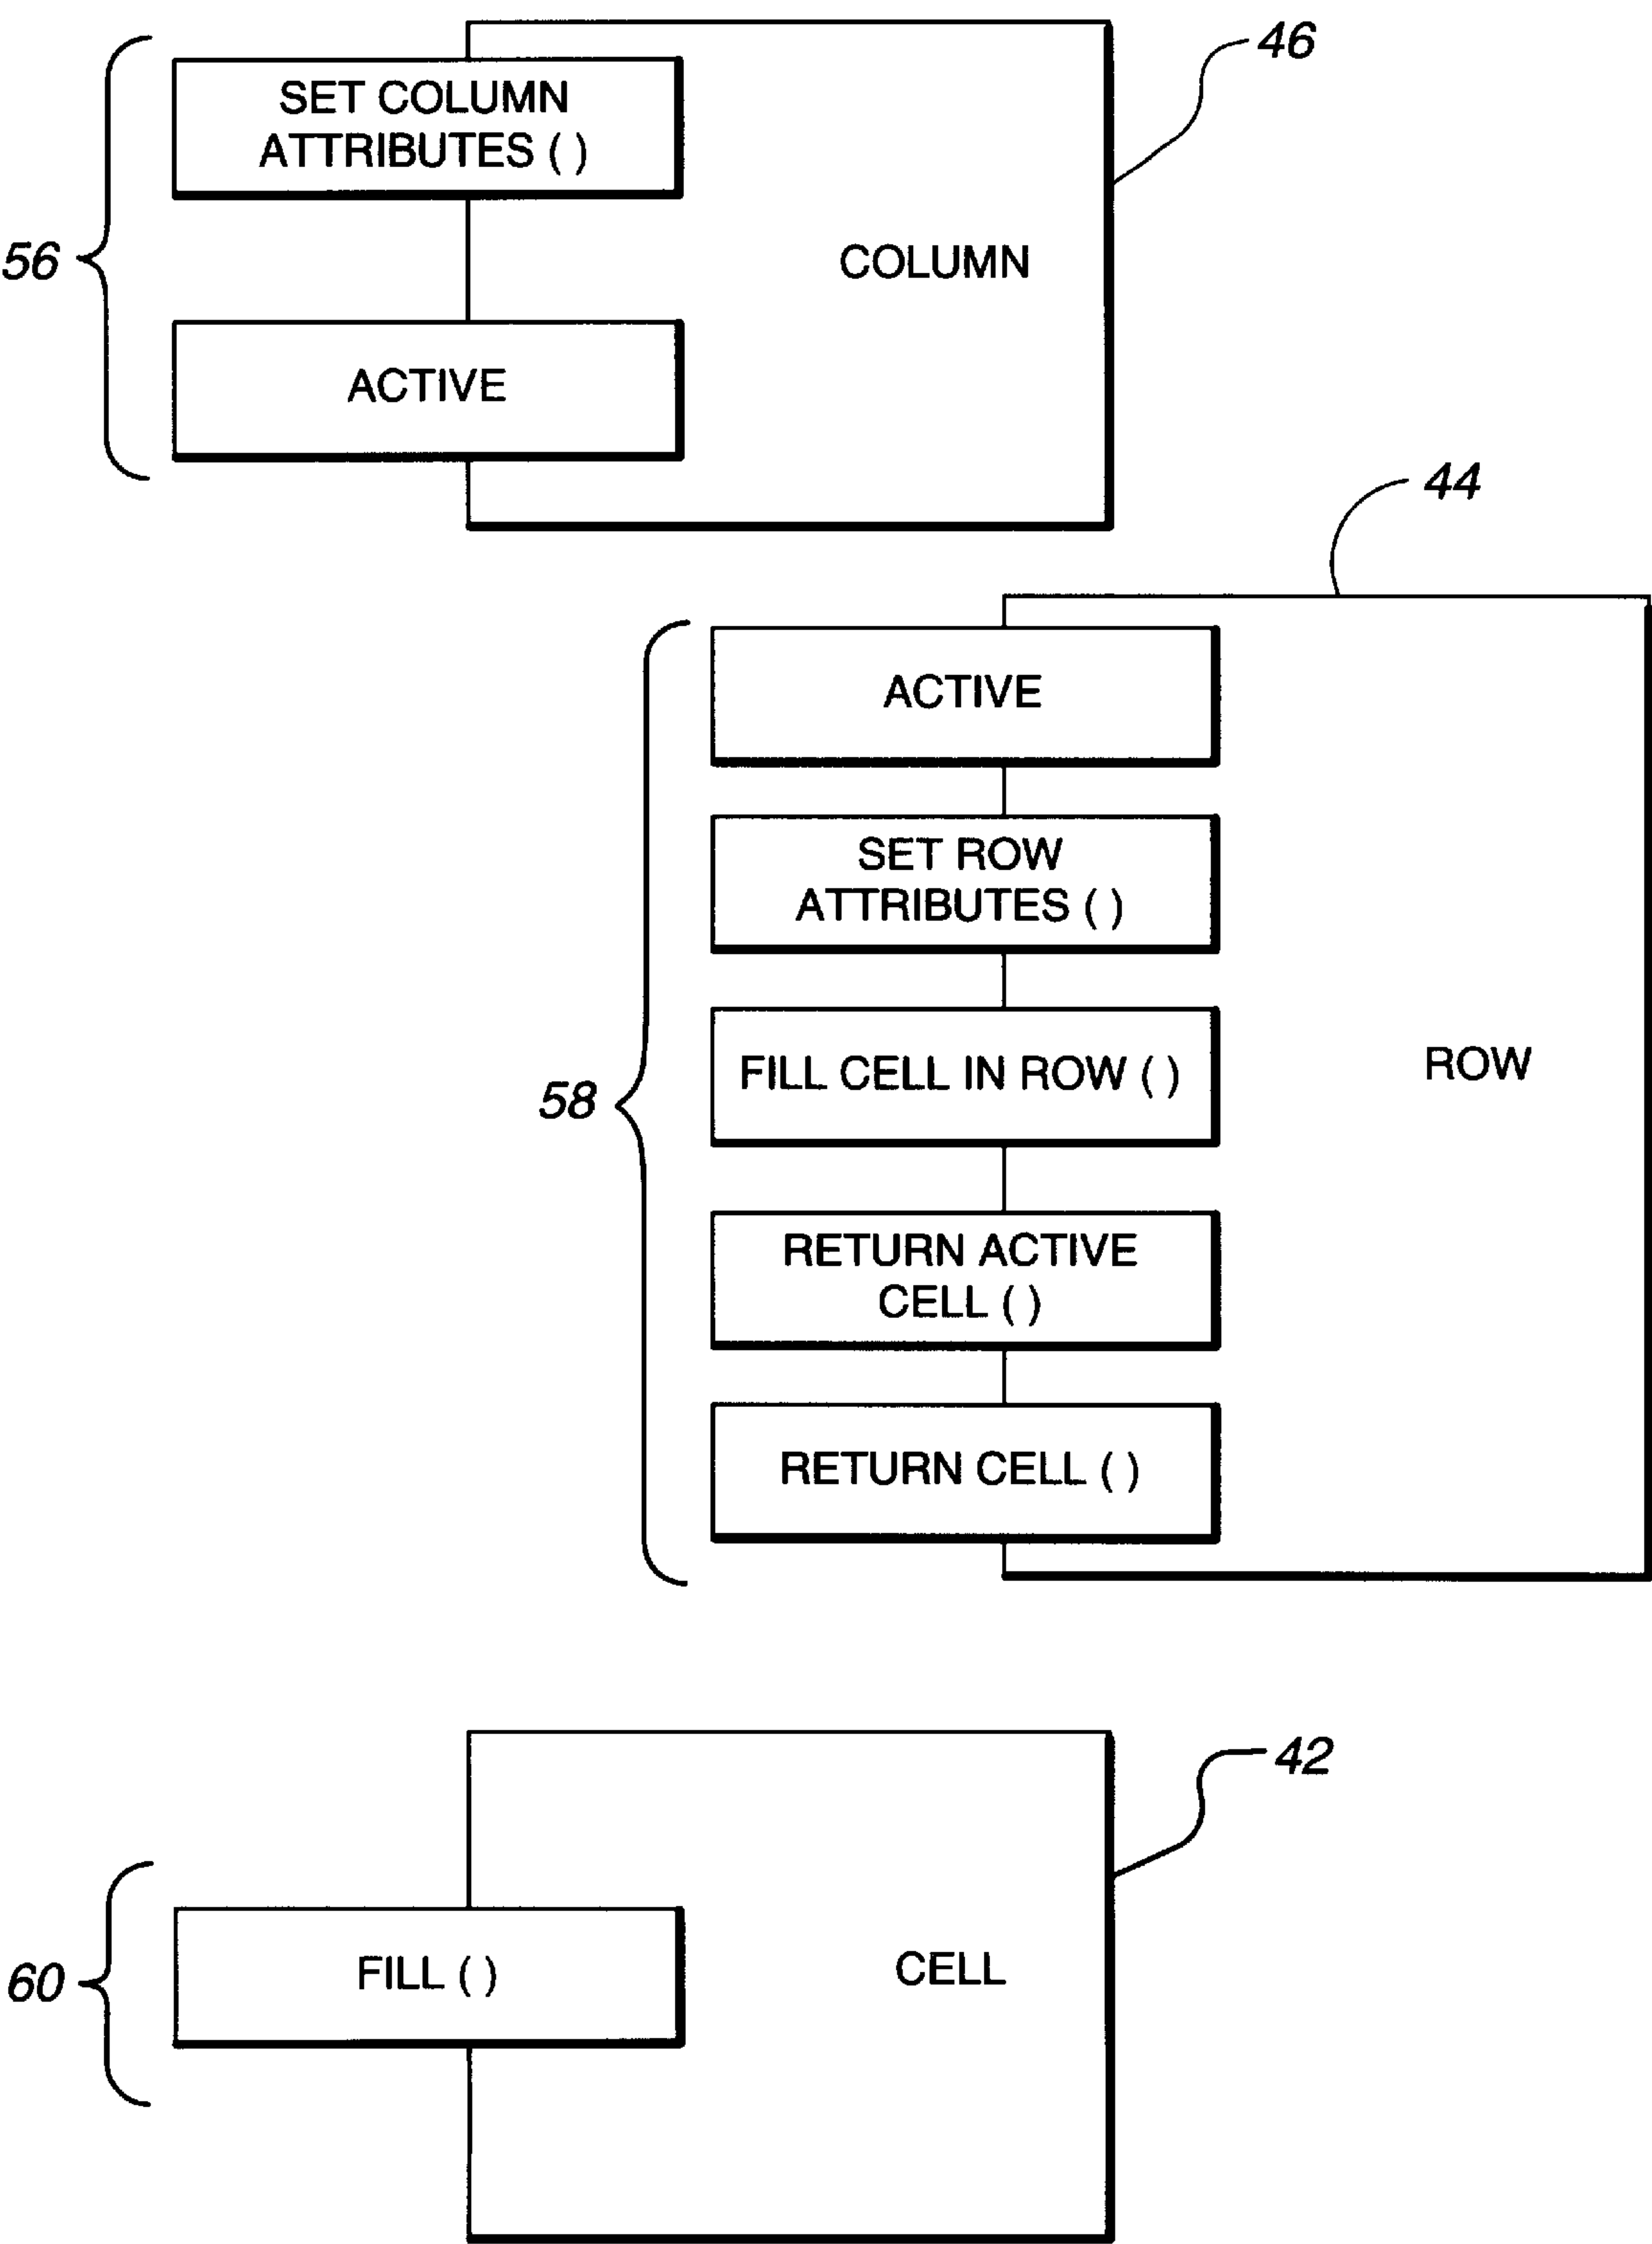 46
SET COLUMN
ATTRIBUTES ( )
56
COLUMN
ACTIVE
44
ACTIVE
SET ROW
ATTRIBUTES ( )
58
FILL CELL IN ROW ( )
ROW
RETURN ACTIVE
CELL ( )
RETURN CELL ( )
42
60
FILL ( )
CELL